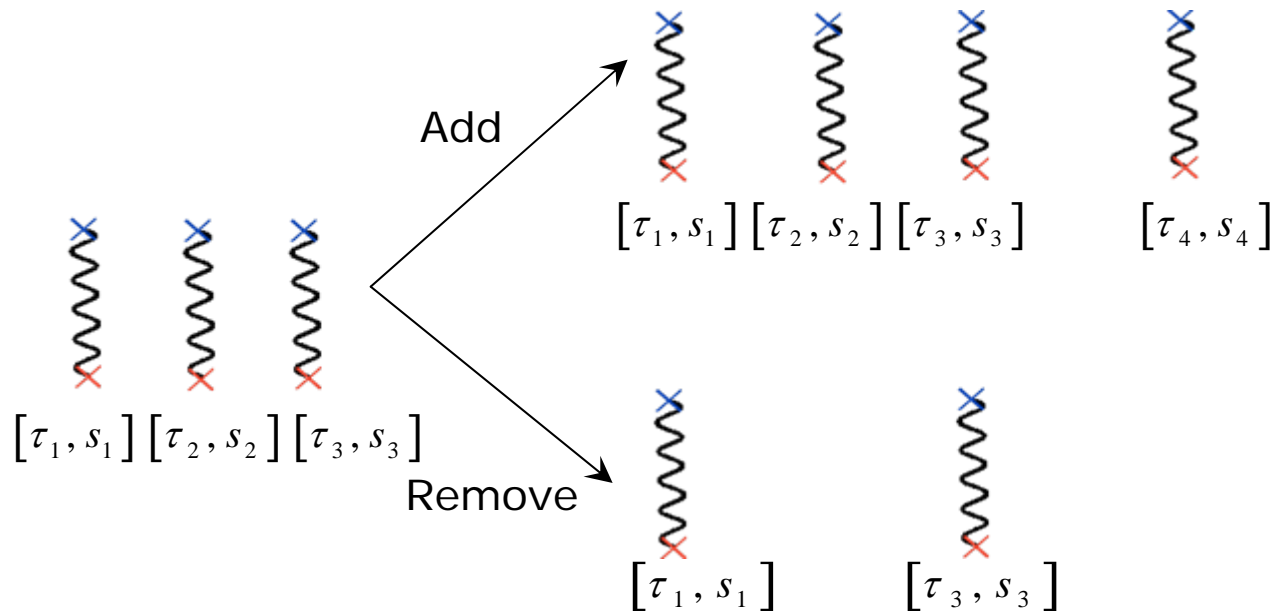 Add
[τ₁, s₁] [τ₂, s₂] [τ₃, s₃] [τ₄, s₄]
[τ₁, s₁] [τ₂, s₂] [τ₃, s₃]
Remove
[τ₁, s₁] [τ₃, s₃]